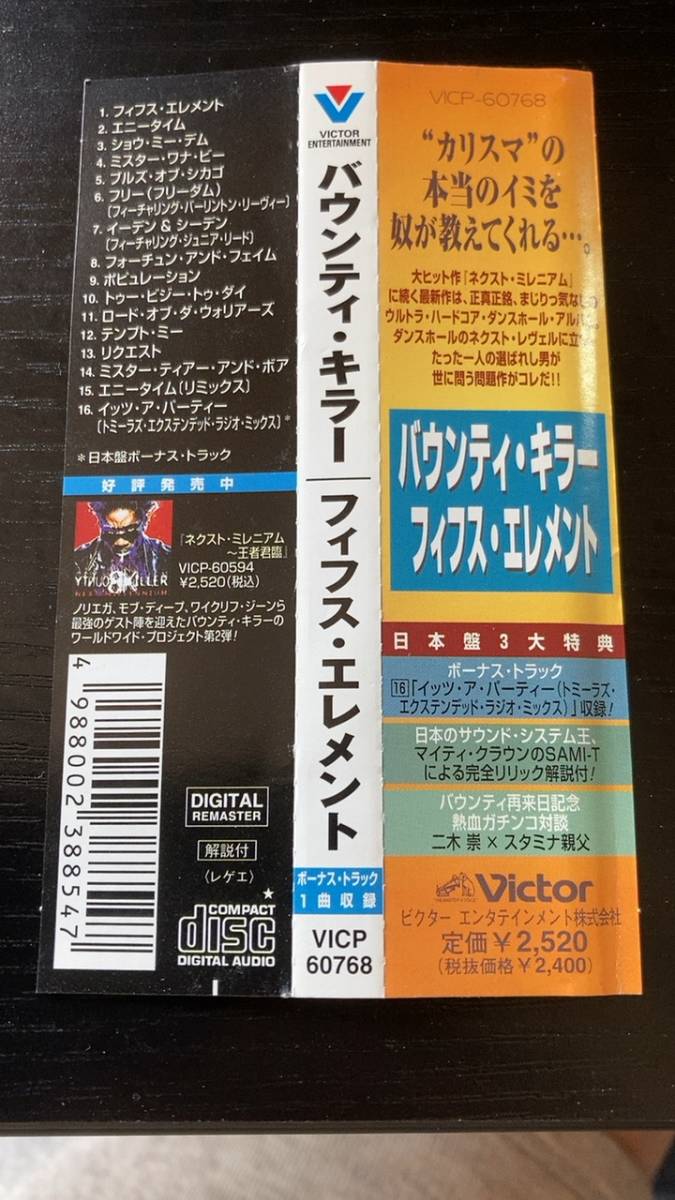 1. フィフス・エレメント
2. エニータイム
3. ショウ・ミー・デム
4. ミスター・ワナ・ビー
5. ブルズ・オブ・シカゴ
6. フリー(フリーダム)
〔フィーチャリング・バーリントン・リーヴィー〕
7. イーデン&シーデン
〔フィーチャリング・ジュニア・リード〕
8. フォーチュン・アンド・フェイム
9. ポピュレーション
10. トゥー・ビジー・トゥ・ダイ
11. ロード・オブ・ダ・ウォリアーズ
12. テンプト・ミー
13. リクエスト
14. ミスター・ティアー・アンド・ボア
15. エニータイム〔リミックス〕
16. イッツ・ア・パーティー
〔トミーラズ・エクステンデッド・ラジオ・ミックス〕*
*日本盤ボーナス・トラック
好評発売中
『ネクスト・ミレニアム
~王者君臨』
VICP-60594
¥2,520(税込)
ノリエガ、モブ・ディープ、ワイクリフ・ジーンら
最強のゲスト陣を迎えたバウンティ・キラーの
ワールドワイド・プロジェクト第2弾!
4 988002 388547
DIGITAL
REMASTER
解説付
〈レゲエ〉
★
COMPACT
disc
DIGITAL AUDIO
VICTOR
ENTERTAINMENT
バウンティ・キラー
フィフス・エレメント
ボーナス・トラック
1曲収録
VICP
60768
VICP-60768
“カリスマ”の
本当のイミを
奴が教えてくれる…。
大ヒット作『ネクスト・ミレニアム』
に続く最新作は、正真正銘、まじりっ気な
ウルトラ・ハードコア・ダンスホール・アル
ダンスホールのネクスト・レヴェルに立
たった一人の選ばれし男が
世に問う問題作がコレだ!!
バウンティ・キラー
フィフス・エレメント
日本盤3大特典
ボーナス・トラック
16「イッツ・ア・パーティー(トミーラズ・
エクステンデッド・ラジオ・ミックス)」収録!
日本のサウンド・システム王、
マイティ・クラウンのSAMI-T
による完全リリック解説付!
バウンティ再来日記念
熱血ガチンコ対談
二木 崇×スタミナ親父
Victor
ビクター エンタテインメント株式会社
定価¥2,520
(税抜価格¥2,400)